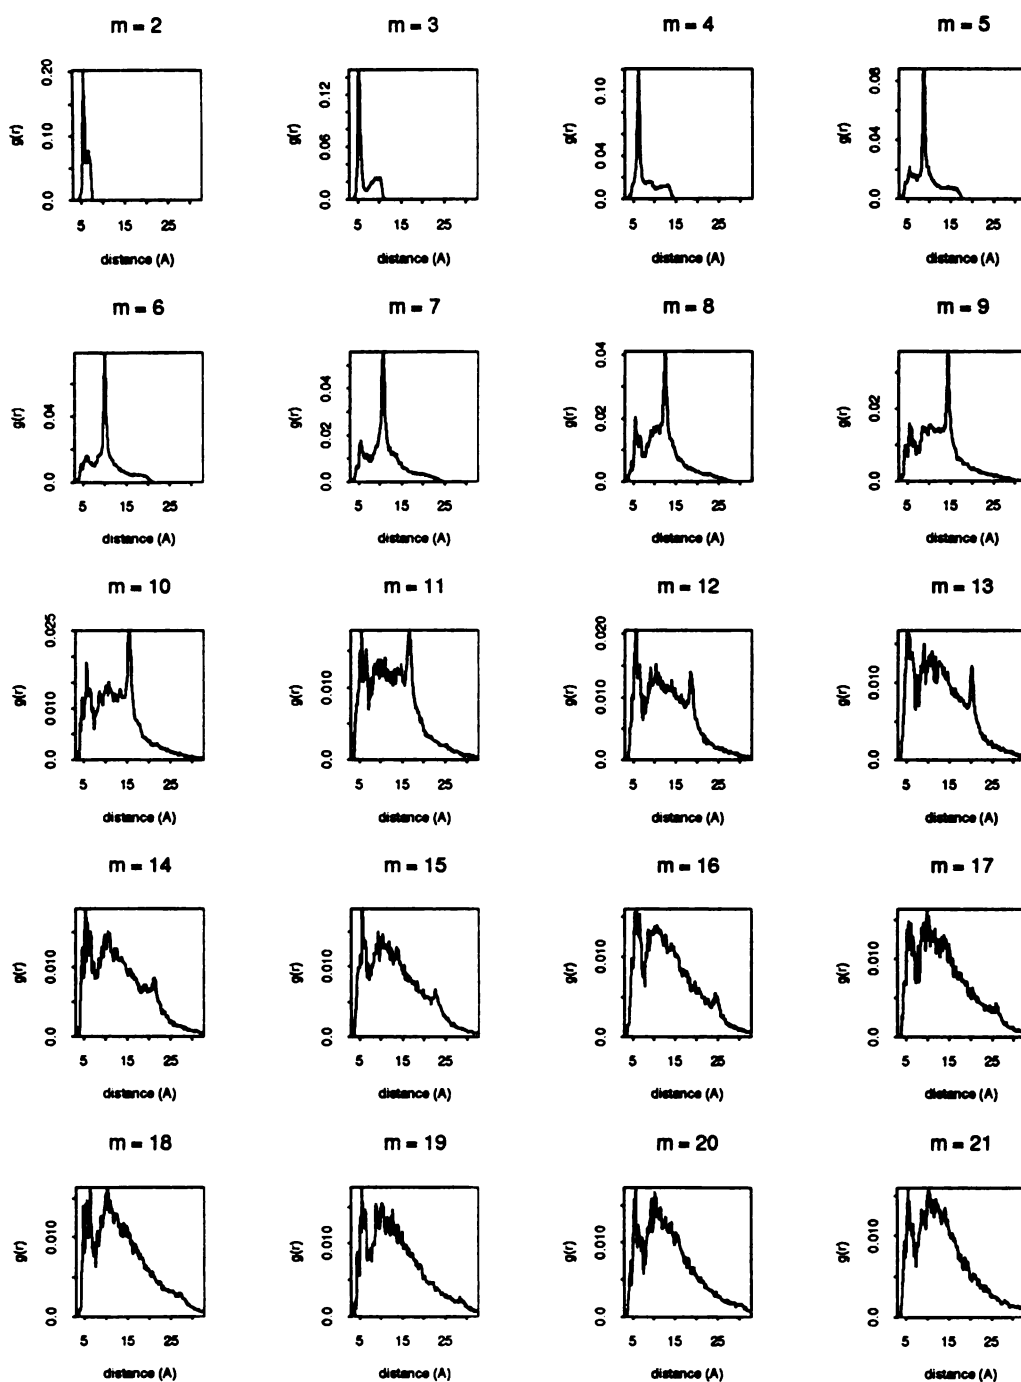 m = 2 m = 3 m = 4 m = 5
g(r) 0.0 0.10 0.20 g(r) 0.0 0.06 0.12 g(r) 0.0 0.04 0.10 g(r) 0.0 0.04 0.08
5 15 25 5 15 25 5 15 25 5 15 25
distance (A) distance (A) distance (A) distance (A)
m = 6 m = 7 m = 8 m = 9
g(r) 0.0 0.04 g(r) 0.0 0.02 0.04 g(r) 0.0 0.02 0.04 g(r) 0.0 0.02
5 15 25 5 15 25 5 15 25 5 15 25
distance (A) distance (A) distance (A) distance (A)
m = 10 m = 11 m = 12 m = 13
g(r) 0.0 0.010 0.025 g(r) 0.0 0.010 g(r) 0.0 0.010 0.020 g(r) 0.0 0.010
5 15 25 5 15 25 5 15 25 5 15 25
distance (A) distance (A) distance (A) distance (A)
m = 14 m = 15 m = 16 m = 17
g(r) 0.0 0.010 g(r) 0.0 0.010 g(r) 0.0 0.010 g(r) 0.0 0.010
5 15 25 5 15 25 5 15 25 5 15 25
distance (A) distance (A) distance (A) distance (A)
m = 18 m = 19 m = 20 m = 21
g(r) 0.0 0.010 g(r) 0.0 0.010 g(r) 0.0 0.010 g(r) 0.0 0.010
5 15 25 5 15 25 5 15 25 5 15 25
distance (A) distance (A) distance (A) distance (A)